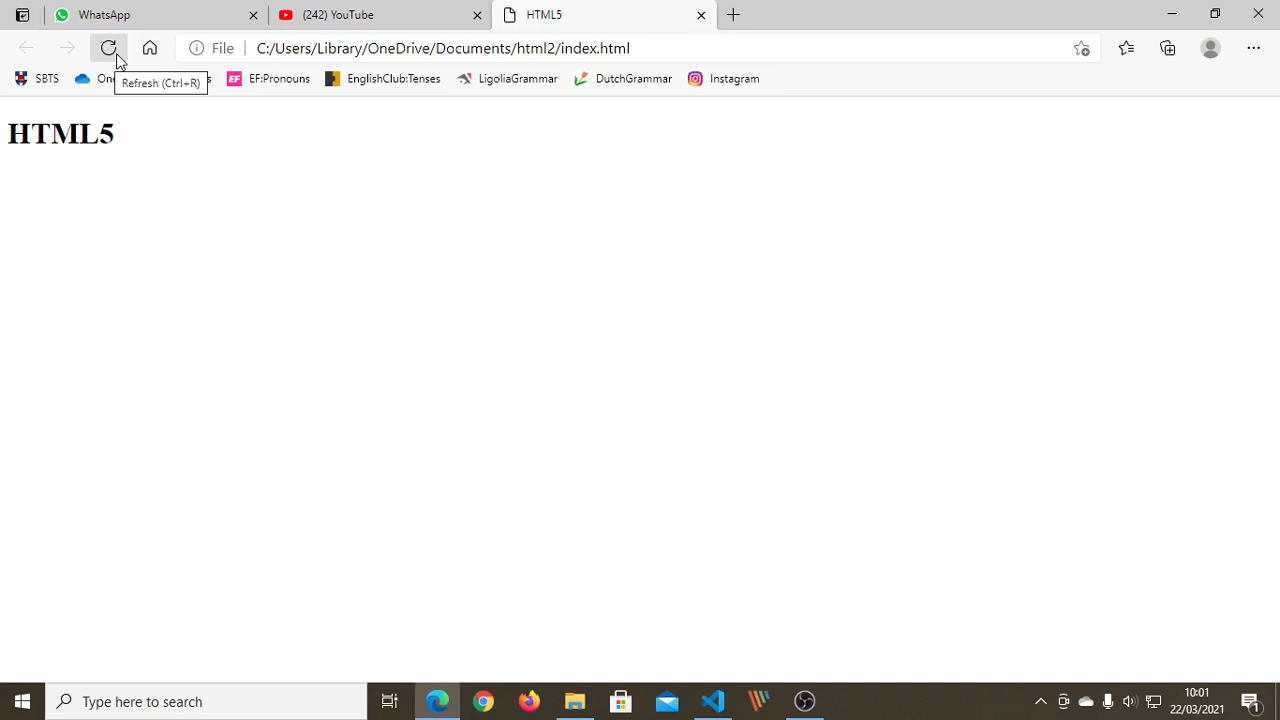 WhatsApp
(242) YouTube
HTML5
File
C:/Users/Library/OneDrive/Documents/html2/index.html
SBTS
EF:Pronouns
EnglishClub:Tenses
LigoliaGrammar
DutchGrammar
Instagram
Refresh (Ctrl+R)
HTML5
Type here to search
10:01
22/03/2021
1